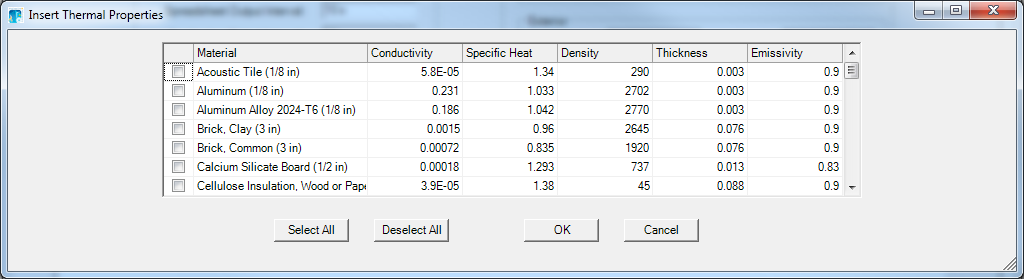 Insert Thermal Properties
Material Conductivity Specific Heat Density Thickness Emissivity
Acoustic Tile (1/8 in) 5.8E-05 1.34 290 0.003 0.9
Aluminum (1/8 in) 0.231 1.033 2702 0.003 0.9
Aluminum Alloy 2024-T6 (1/8 in) 0.186 1.042 2770 0.003 0.9
Brick, Clay (3 in) 0.0015 0.96 2645 0.076 0.9
Brick, Common (3 in) 0.00072 0.835 1920 0.076 0.9
Calcium Silicate Board (1/2 in) 0.00018 1.293 737 0.013 0.83
Cellulose Insulation, Wood or Pape 3.9E-05 1.38 45 0.088 0.9
Select All Deselect All OK Cancel